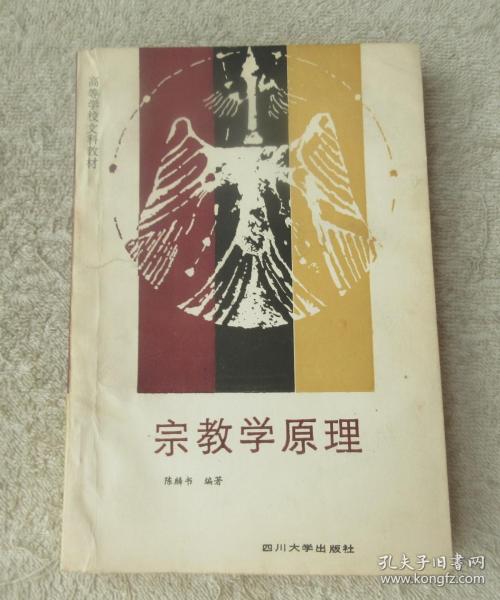 高等学校文科教材
宗教学原理
陈麟书 编著
四川大学出版社
孔夫子旧书网
www.kongfz.com